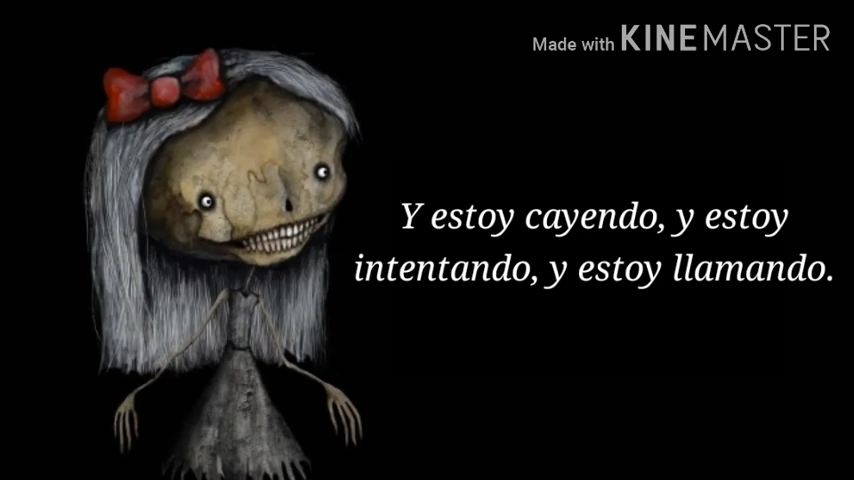 Made with KINEMASTER
Y estoy cayendo, y estoy
intentando, y estoy llamando.